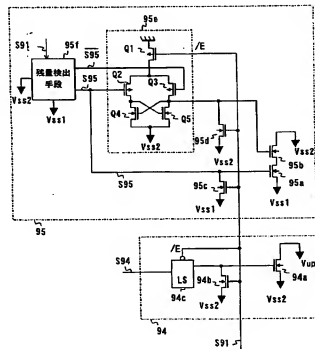 S91
95f
95e
Q1
/E
残量検出
手段
S95
S95
Q2
Q3
Vss2
Q4
Q5
Vss1
Vss2
95d
Vss2
Vss2
95b
95a
95c
S95
Vss1
Vss1
95
/E
S94
LS
94b
94c
Vss2
Vup
94a
Vss2
94
S91